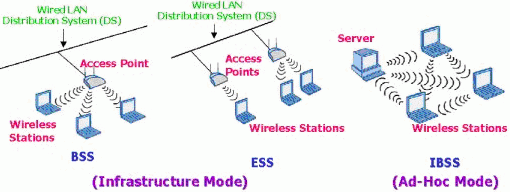 Wired LAN
Distribution System (DS)
Access Point
Wireless
Stations
BSS
Wired LAN
Distribution System (DS)
Access
Points
Wireless Stations
ESS
(Infrastructure Mode)
Server
Wireless Stations
IBSS
(Ad-Hoc Mode)